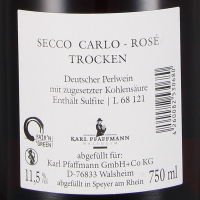 SECCO CARLO - ROSÉ
TROCKEN
Deutscher Perlwein
mit zugesetzter Kohlensäure
Enthält Sulfite | L 68 121
KARL PFAFFMANN
abgefüllt für:
Karl Pfaffmann GmbH+Co KG
D-76833 Walsheim
11,5%
abgefüllt in Speyer am Rhein
750 ml